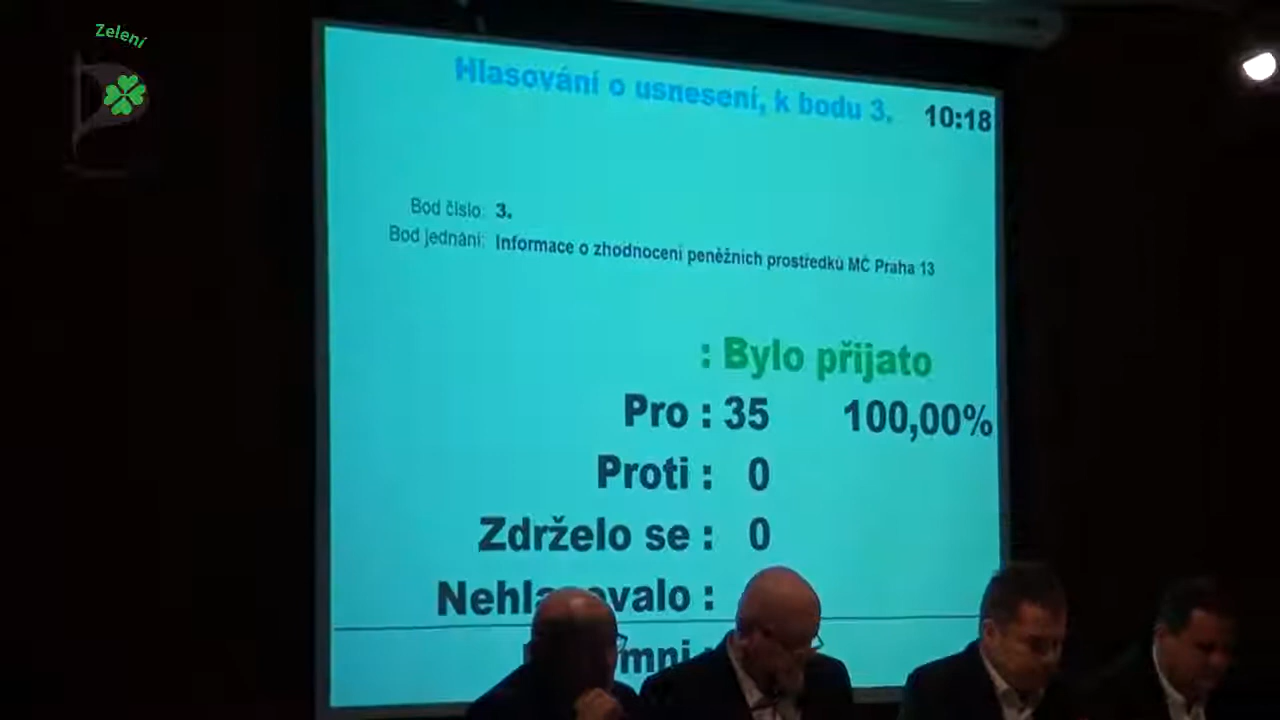 Zelení
Hlasování o usnesení, k bodu 3. 10:18
Bod číslo: 3.
Bod jednání: Informace o zhodnocení peněžních prostředků MČ Praha 13
: Bylo přijato
Pro : 35 100,00%
Proti : 0
Zdrželo se : 0